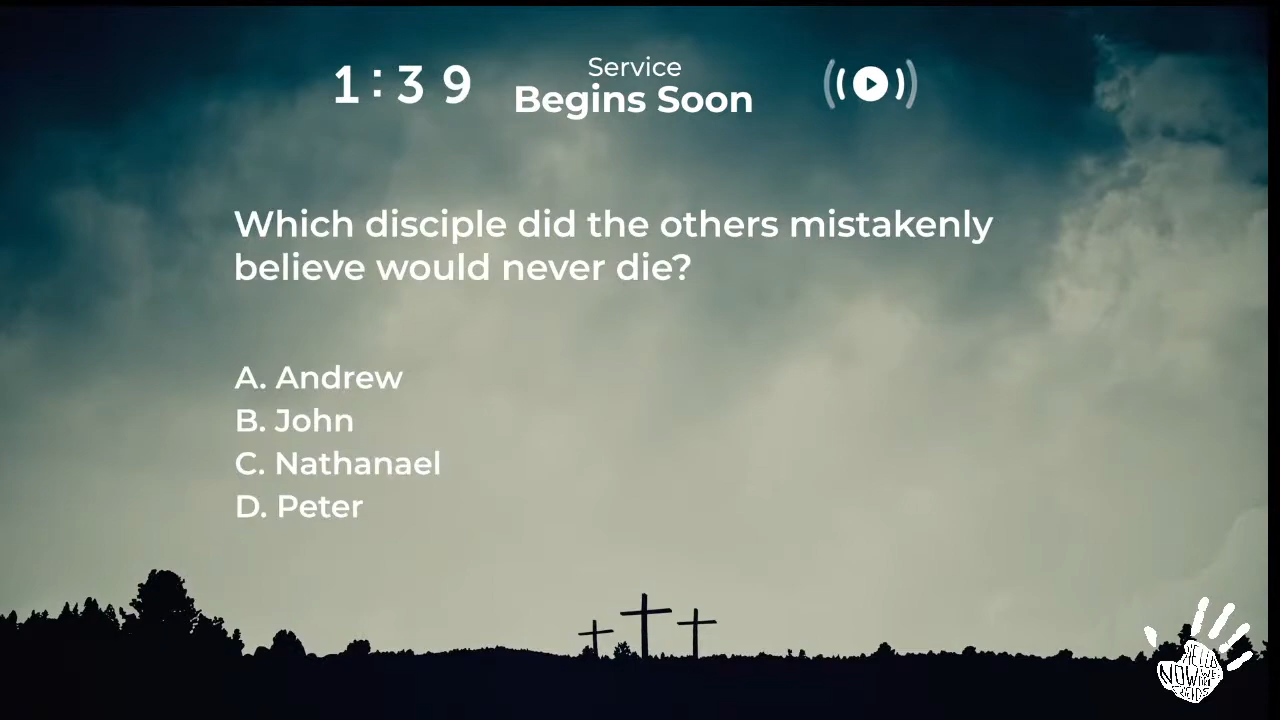 1:39
Service
Begins Soon
Which disciple did the others mistakenly
believe would never die?
A. Andrew
B. John
C. Nathanael
D. Peter
NOW